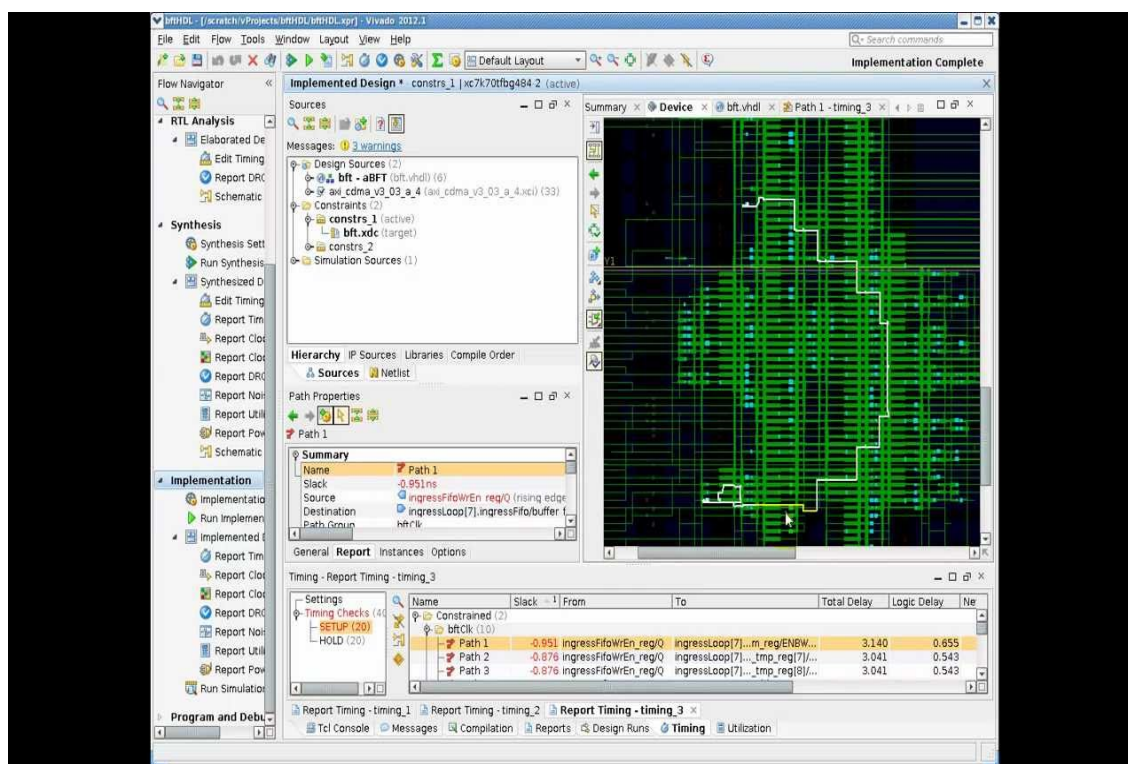 bftHDL - [/scratch/vProjects/bftHDL/bftHDL.xpr] - Vivado 2012.1
File Edit Flow Tools Window Layout View Help
Search commands
Default Layout
Implementation Complete
Flow Navigator
RTL Analysis
Elaborated De
Edit Timing
Report DRC
Schematic
Synthesis
Synthesis Sett
Run Synthesis
Synthesized D
Edit Timing
Report Tim
Report Cloc
Report Cloc
Report DRC
Report Noi
Report Utili
Report Pow
Schematic
Implementation
Implementatio
Run Implemen
Implemented
Report Tim
Report Cloc
Report Cloc
Report DRC
Report Noi
Report Utili
Report Pow
Run Simulation
Program and Debu
Implemented Design * constrs_1 | xc7k70tfbg484-2 (active)
Sources
Messages: 3 warnings
Design Sources (2)
bft - aBFT (bft.vhdl) (6)
axi_cdma_v3_03_a_4 (axi_cdma_v3_03_a_4.xci) (33)
Constraints (2)
constrs_1 (active)
bft.xdc (target)
constrs_2
Simulation Sources (1)
Hierarchy IP Sources Libraries Compile Order
Sources Netlist
Path Properties
Path 1
Summary
Name Path 1
Slack -0.951ns
Source ingressFifoWrEn_reg/Q (rising edge
Destination ingressLoop[7].ingressFifo/buffer_f
Path Group bftClk
General Report Instances Options
Summary Device bft.vhdl Path 1 - timing_3
Y1
Timing - Report Timing - timing_3
Settings
Timing Checks (40
SETUP (20)
HOLD (20)
Name Slack 1 From To Total Delay Logic Delay Ne
Constrained (2)
bftClk (10)
Path 1 -0.951 ingressFifoWrEn_reg/Q ingressLoop[7]...m_reg/ENBW... 3.140 0.655
Path 2 -0.876 ingressFifoWrEn_reg/Q ingressLoop[7]..._tmp_reg[7]/... 3.041 0.543
Path 3 -0.876 ingressFifoWrEn_reg/Q ingressLoop[7]..._tmp_reg[8]/... 3.041 0.543
Report Timing - timing_1 Report Timing - timing_2 Report Timing - timing_3
Tcl Console Messages Compilation Reports Design Runs Timing Utilization